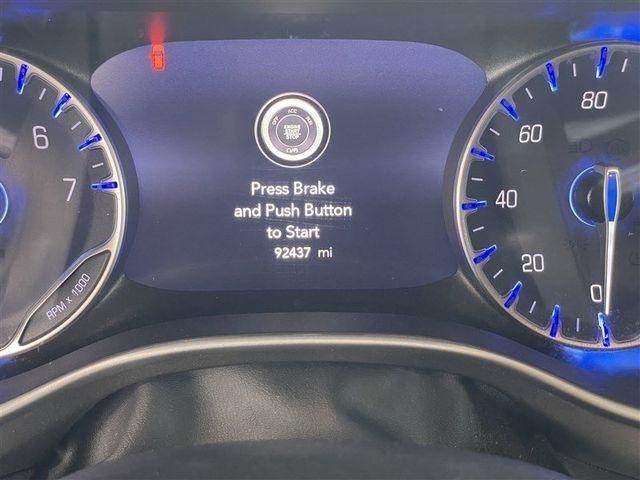 OFF ACC RUN
ENGINE
START
STOP
Press Brake
and Push Button
to Start
92437 mi
6
7
RPM x 1000
80
60
40
20
0